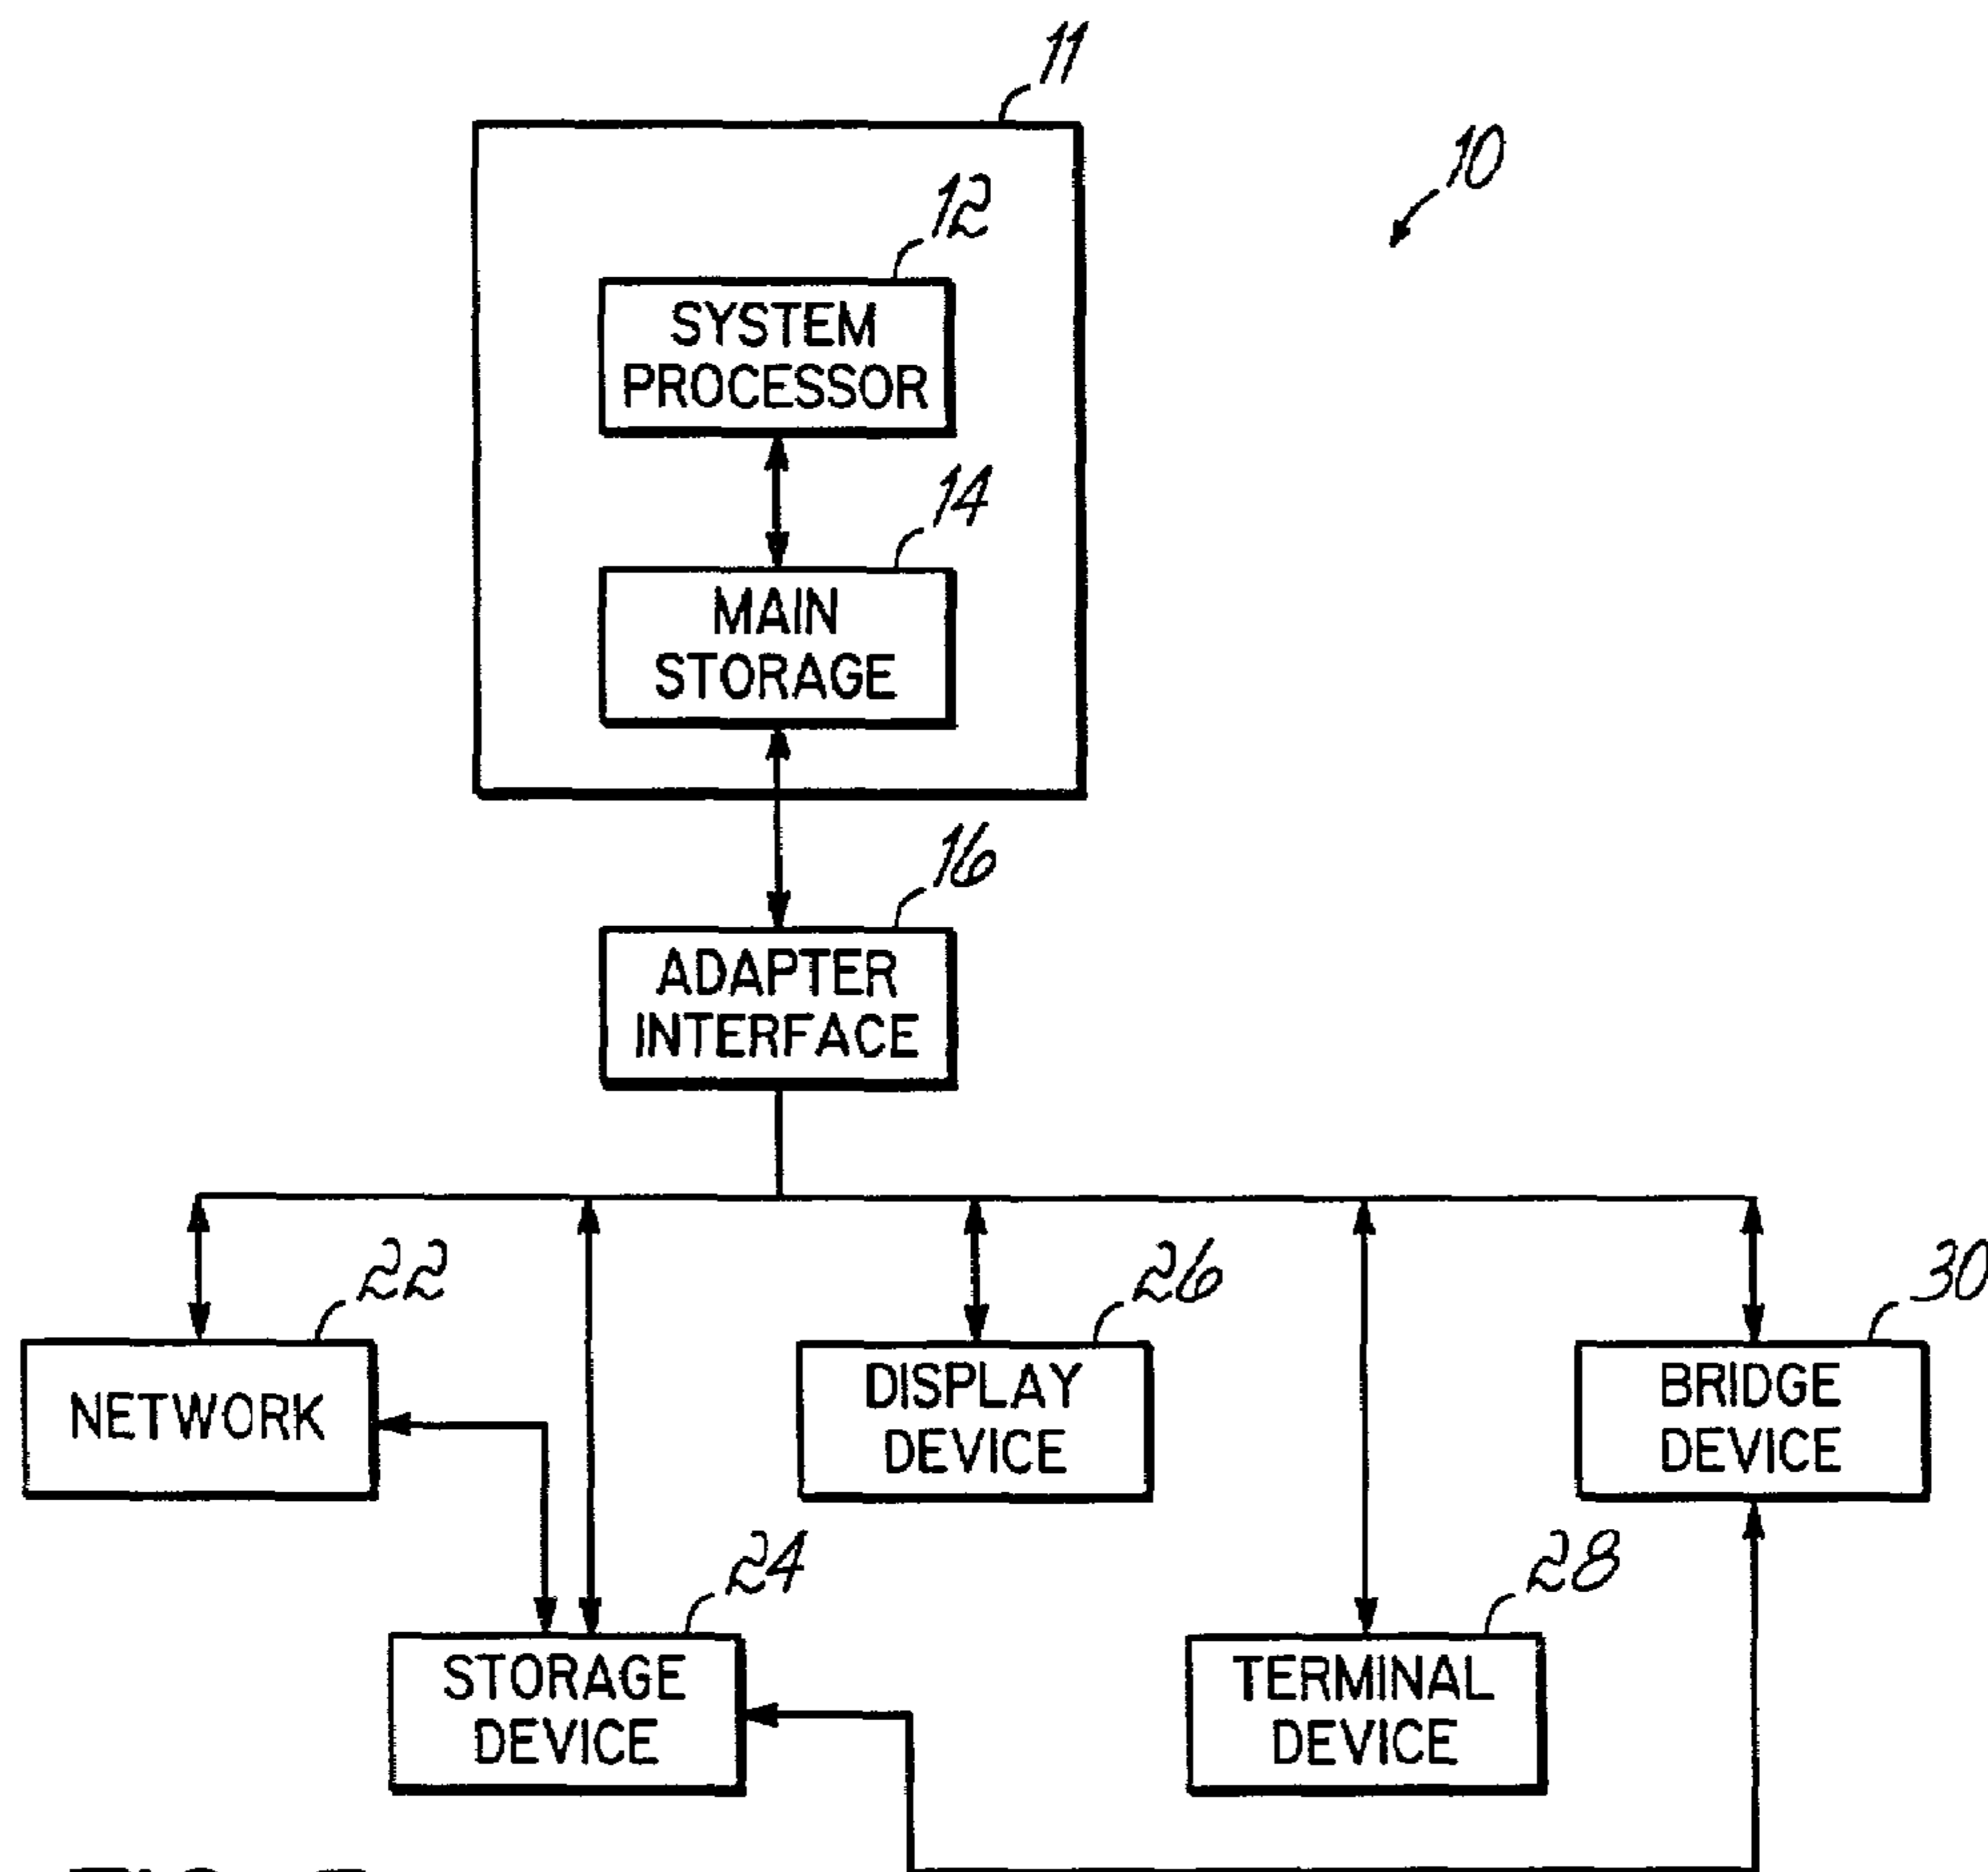 11
10
12
SYSTEM
PROCESSOR
14
MAIN
STORAGE
16
ADAPTER
INTERFACE
22
26
30
NETWORK
DISPLAY
DEVICE
BRIDGE
DEVICE
24
28
STORAGE
DEVICE
TERMINAL
DEVICE